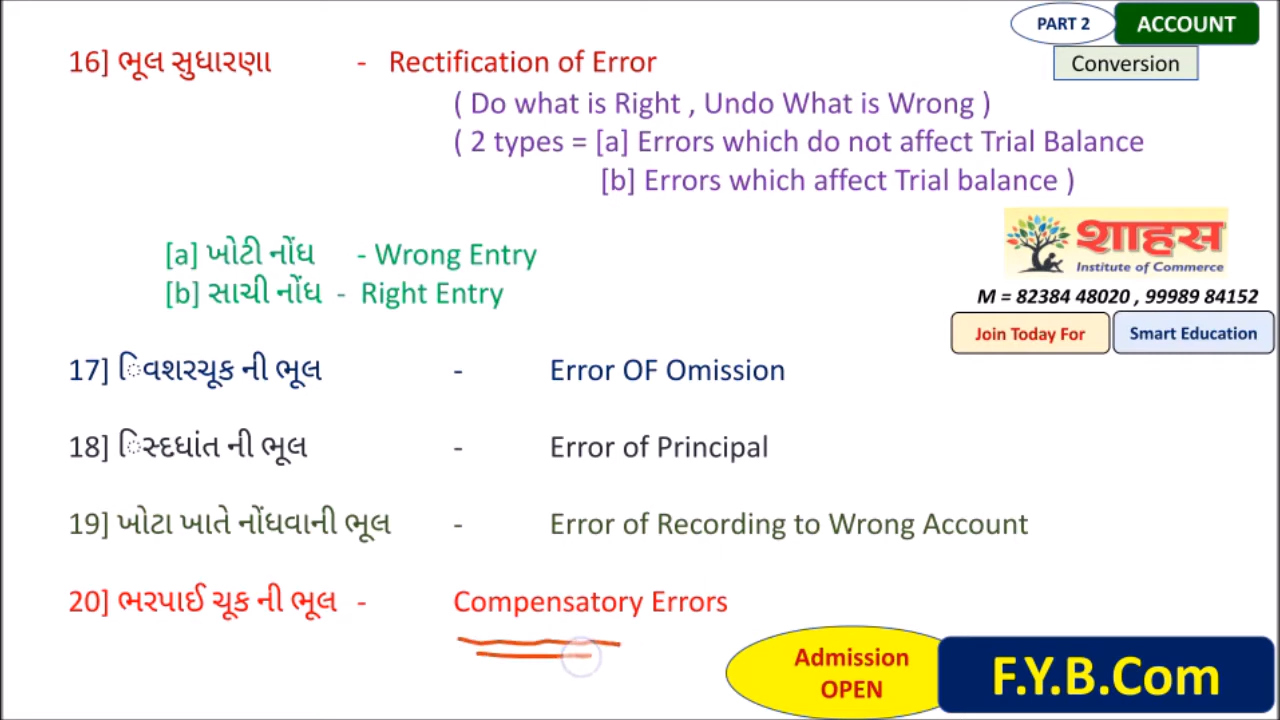 PART 2
ACCOUNT
Conversion
16] ભૂલ સુધારણા - Rectification of Error
( Do what is Right , Undo What is Wrong )
( 2 types = [a] Errors which do not affect Trial Balance
[b] Errors which affect Trial balance )
[a] ખોટી નોંધ - Wrong Entry
[b] સાચી નોંધ - Right Entry
शाहस
Institute of Commerce
M = 82384 48020 , 99989 84152
Join Today For
Smart Education
17] િવશરચૂક ની ભૂલ - Error OF Omission
18] િસ્દધાંત ની ભૂલ - Error of Principal
19] ખોટા ખાતે નોંધવાની ભૂલ - Error of Recording to Wrong Account
20] ભરપાઈ ચૂક ની ભૂલ - Compensatory Errors
Admission
OPEN
F.Y.B.Com